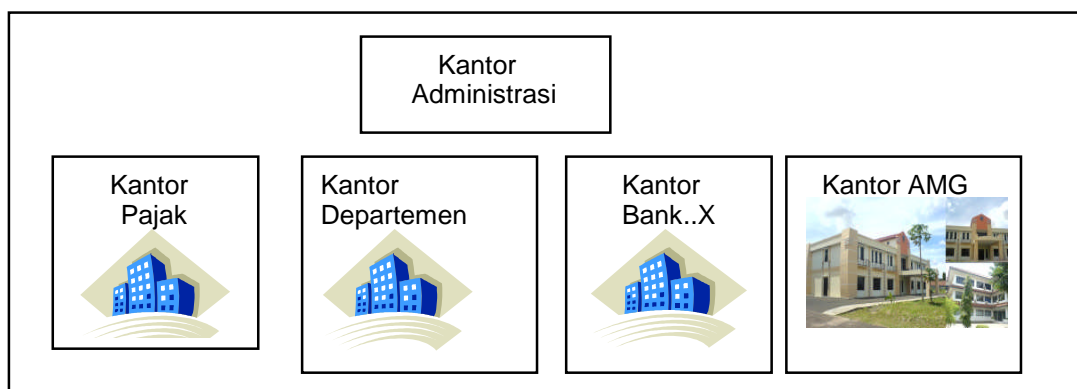 Kantor
Administrasi
Kantor
Pajak
Kantor
Departemen
Kantor
Bank..X
Kantor AMG